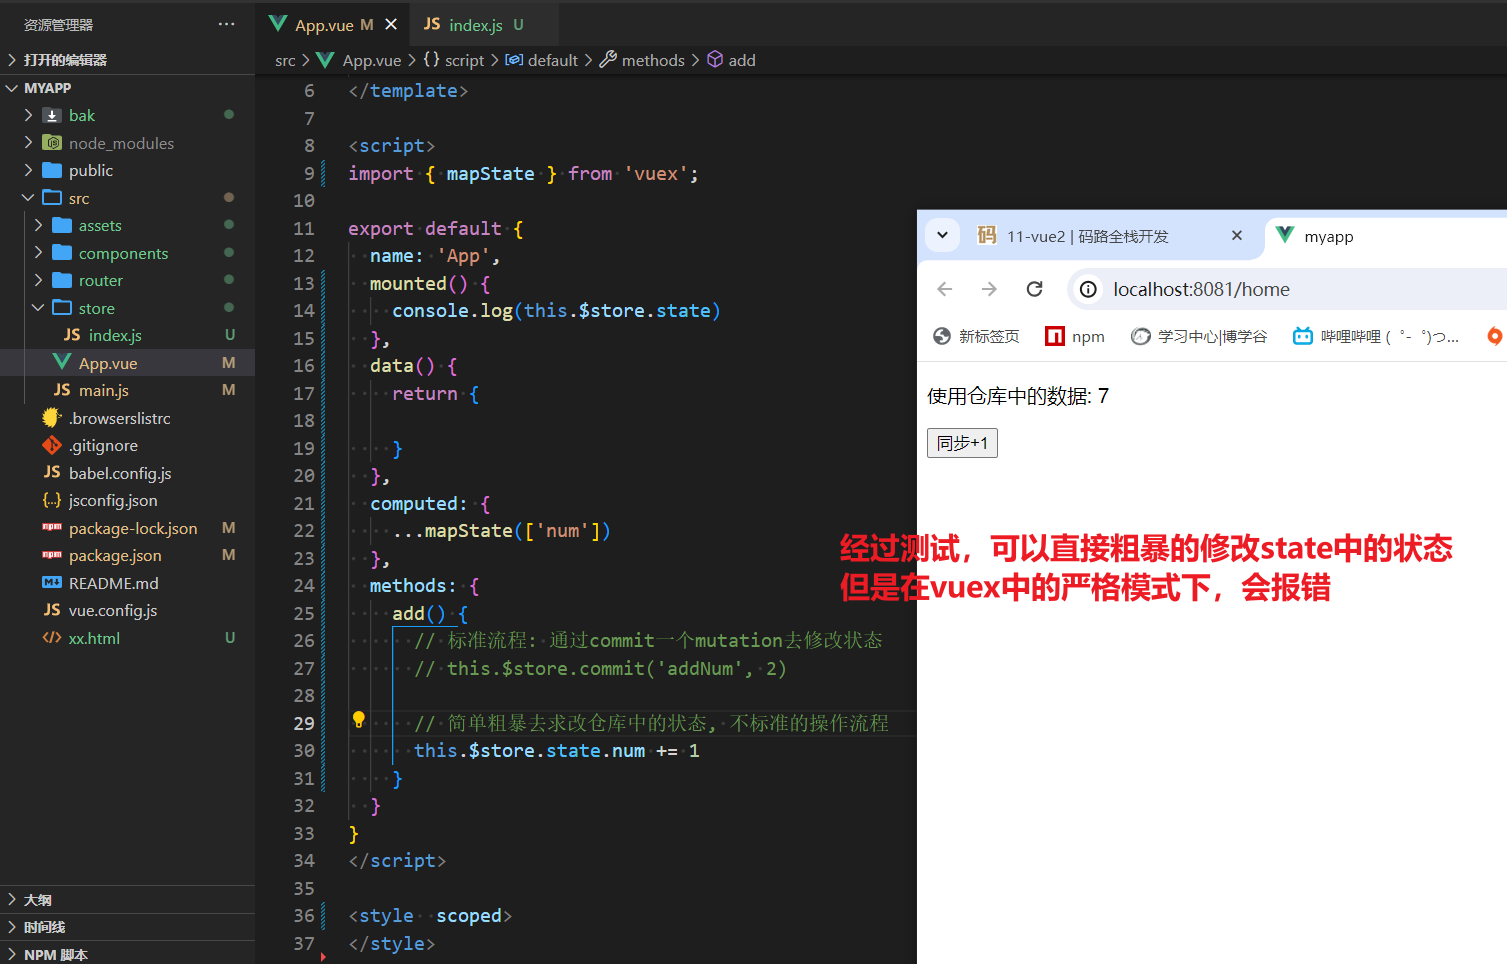 资源管理器 ···
打开的编辑器
MYAPP
bak
node_modules
public
src
assets
components
router
store
JS index.js U
App.vue M
JS main.js M
.browserslistrc
.gitignore
JS babel.config.js
{..} jsconfig.json
npm package-lock.json M
npm package.json M
README.md
JS vue.config.js
xx.html U
大纲
时间线
NPM 脚本
App.vue M ×
JS index.js U
src > App.vue > {} script > default > methods > add
6 </template>
7
8 <script>
9 import { mapState } from 'vuex';
10
11 export default {
12 name: 'App',
13 mounted() {
14 console.log(this.$store.state)
15 },
16 data() {
17 return {
18
19 }
20 },
21 computed: {
22 ...mapState(['num'])
23 },
24 methods: {
25 add() {
26 // 标准流程: 通过commit一个mutation去修改状态
27 // this.$store.commit('addNum', 2)
28
29 // 简单粗暴去求改仓库中的状态, 不标准的操作流程
30 this.$store.state.num += 1
31 }
32 }
33 }
34 </script>
35
36 <style scoped>
37 </style>
码 11-vue2 | 码路全栈开发 ×
myapp
localhost:8081/home
新标签页
npm
学习中心|博学谷
哔哩哔哩 ( ゜- ゜)つ...
使用仓库中的数据: 7
同步+1
经过测试，可以直接粗暴的修改state中的状态
但是在vuex中的严格模式下，会报错